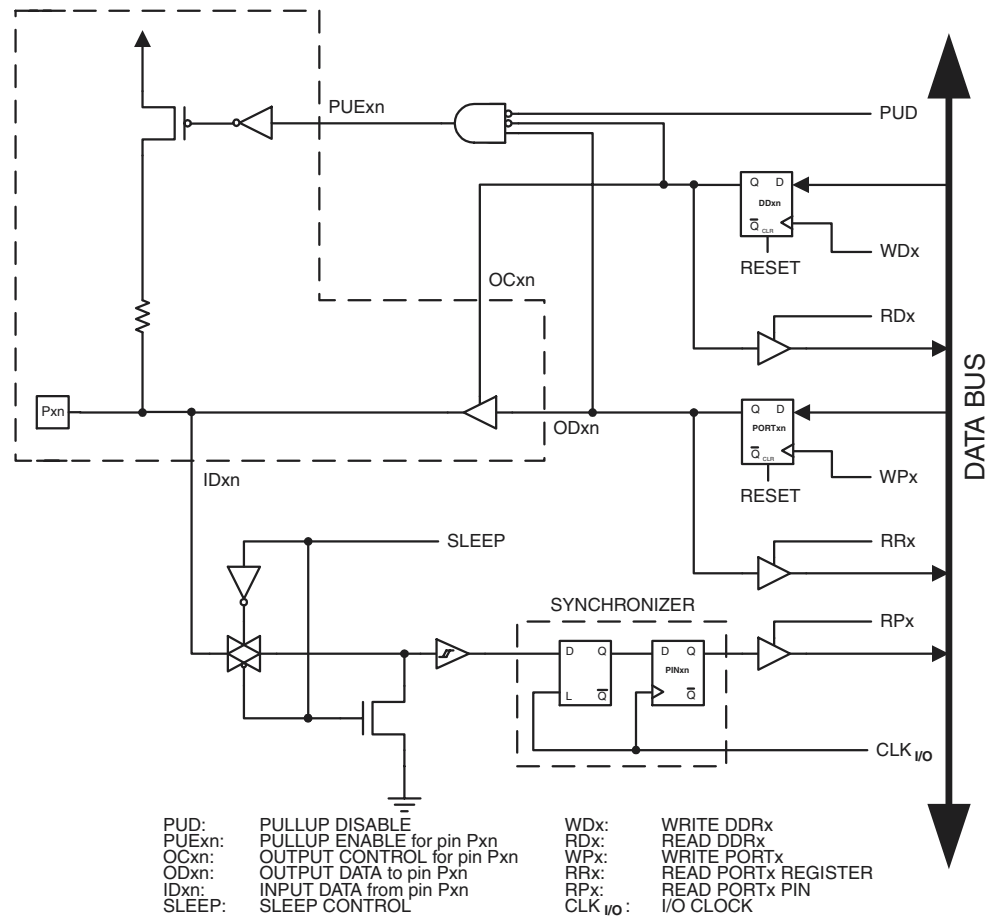 PUExn
PUD
Q D
DDxn
Q CLR
WDx
RESET
OCxn
RDx
Pxn
ODxn
Q D
PORTxn
Q CLR
WPx
RESET
IDxn
DATA BUS
SLEEP
RRx
SYNCHRONIZER
RPx
D Q
L Q
D Q
PINxn
Q
CLK I/O
PUD: PULLUP DISABLE
PUExn: PULLUP ENABLE for pin Pxn
OCxn: OUTPUT CONTROL for pin Pxn
ODxn: OUTPUT DATA to pin Pxn
IDxn: INPUT DATA from pin Pxn
SLEEP: SLEEP CONTROL
WDx: WRITE DDRx
RDx: READ DDRx
WPx: WRITE PORTx
RRx: READ PORTx REGISTER
RPx: READ PORTx PIN
CLK I/O : I/O CLOCK